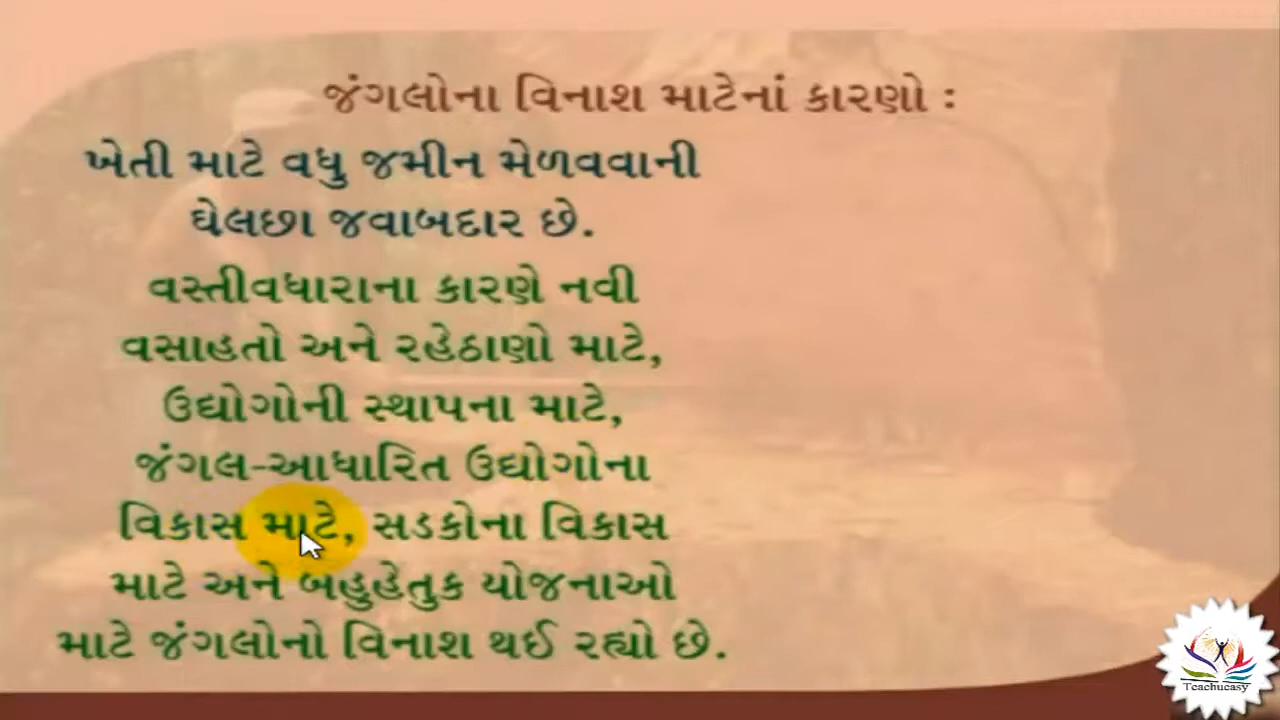 જંગલોના વિનાશ માટેનાં કારણો :
ખેતી માટે વધુ જમીન મેળવવાની
ઘેલછા જવાબદાર છે.
વસ્તીવધારાના કારણે નવી
વસાહતો અને રહેઠાણો માટે,
ઉદ્યોગોની સ્થાપના માટે,
જંગલ-આધારિત ઉદ્યોગોના
વિકાસ માટે, સડકોના વિકાસ
માટે અને બહુહેતુક યોજનાઓ
માટે જંગલોનો વિનાશ થઈ રહ્યો છે.
Teachueasy